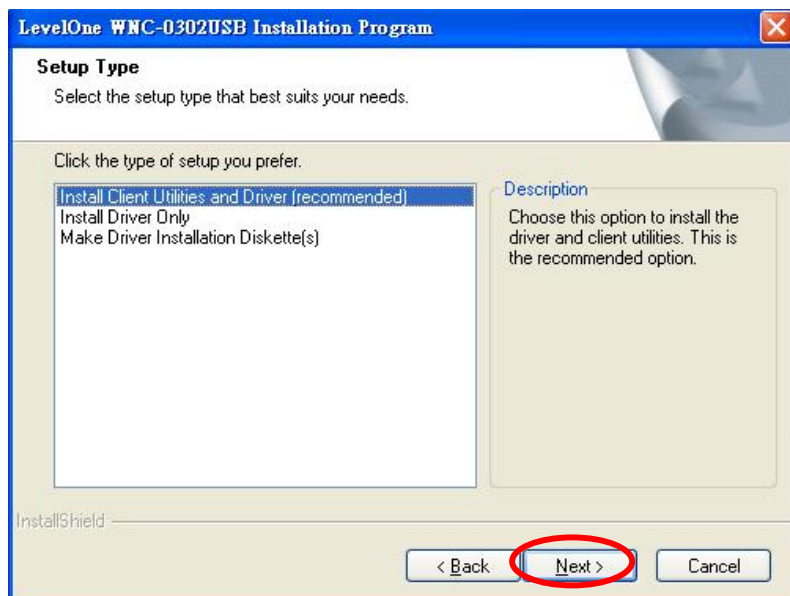 LevelOne WNC-0302USB Installation Program
Setup Type
Select the setup type that best suits your needs.
Click the type of setup you prefer.
Install Client Utilities and Driver (recommended)
Install Driver Only
Make Driver Installation Diskette(s)
Description
Choose this option to install the
driver and client utilities. This is
the recommended option.
InstallShield
< Back
Next >
Cancel